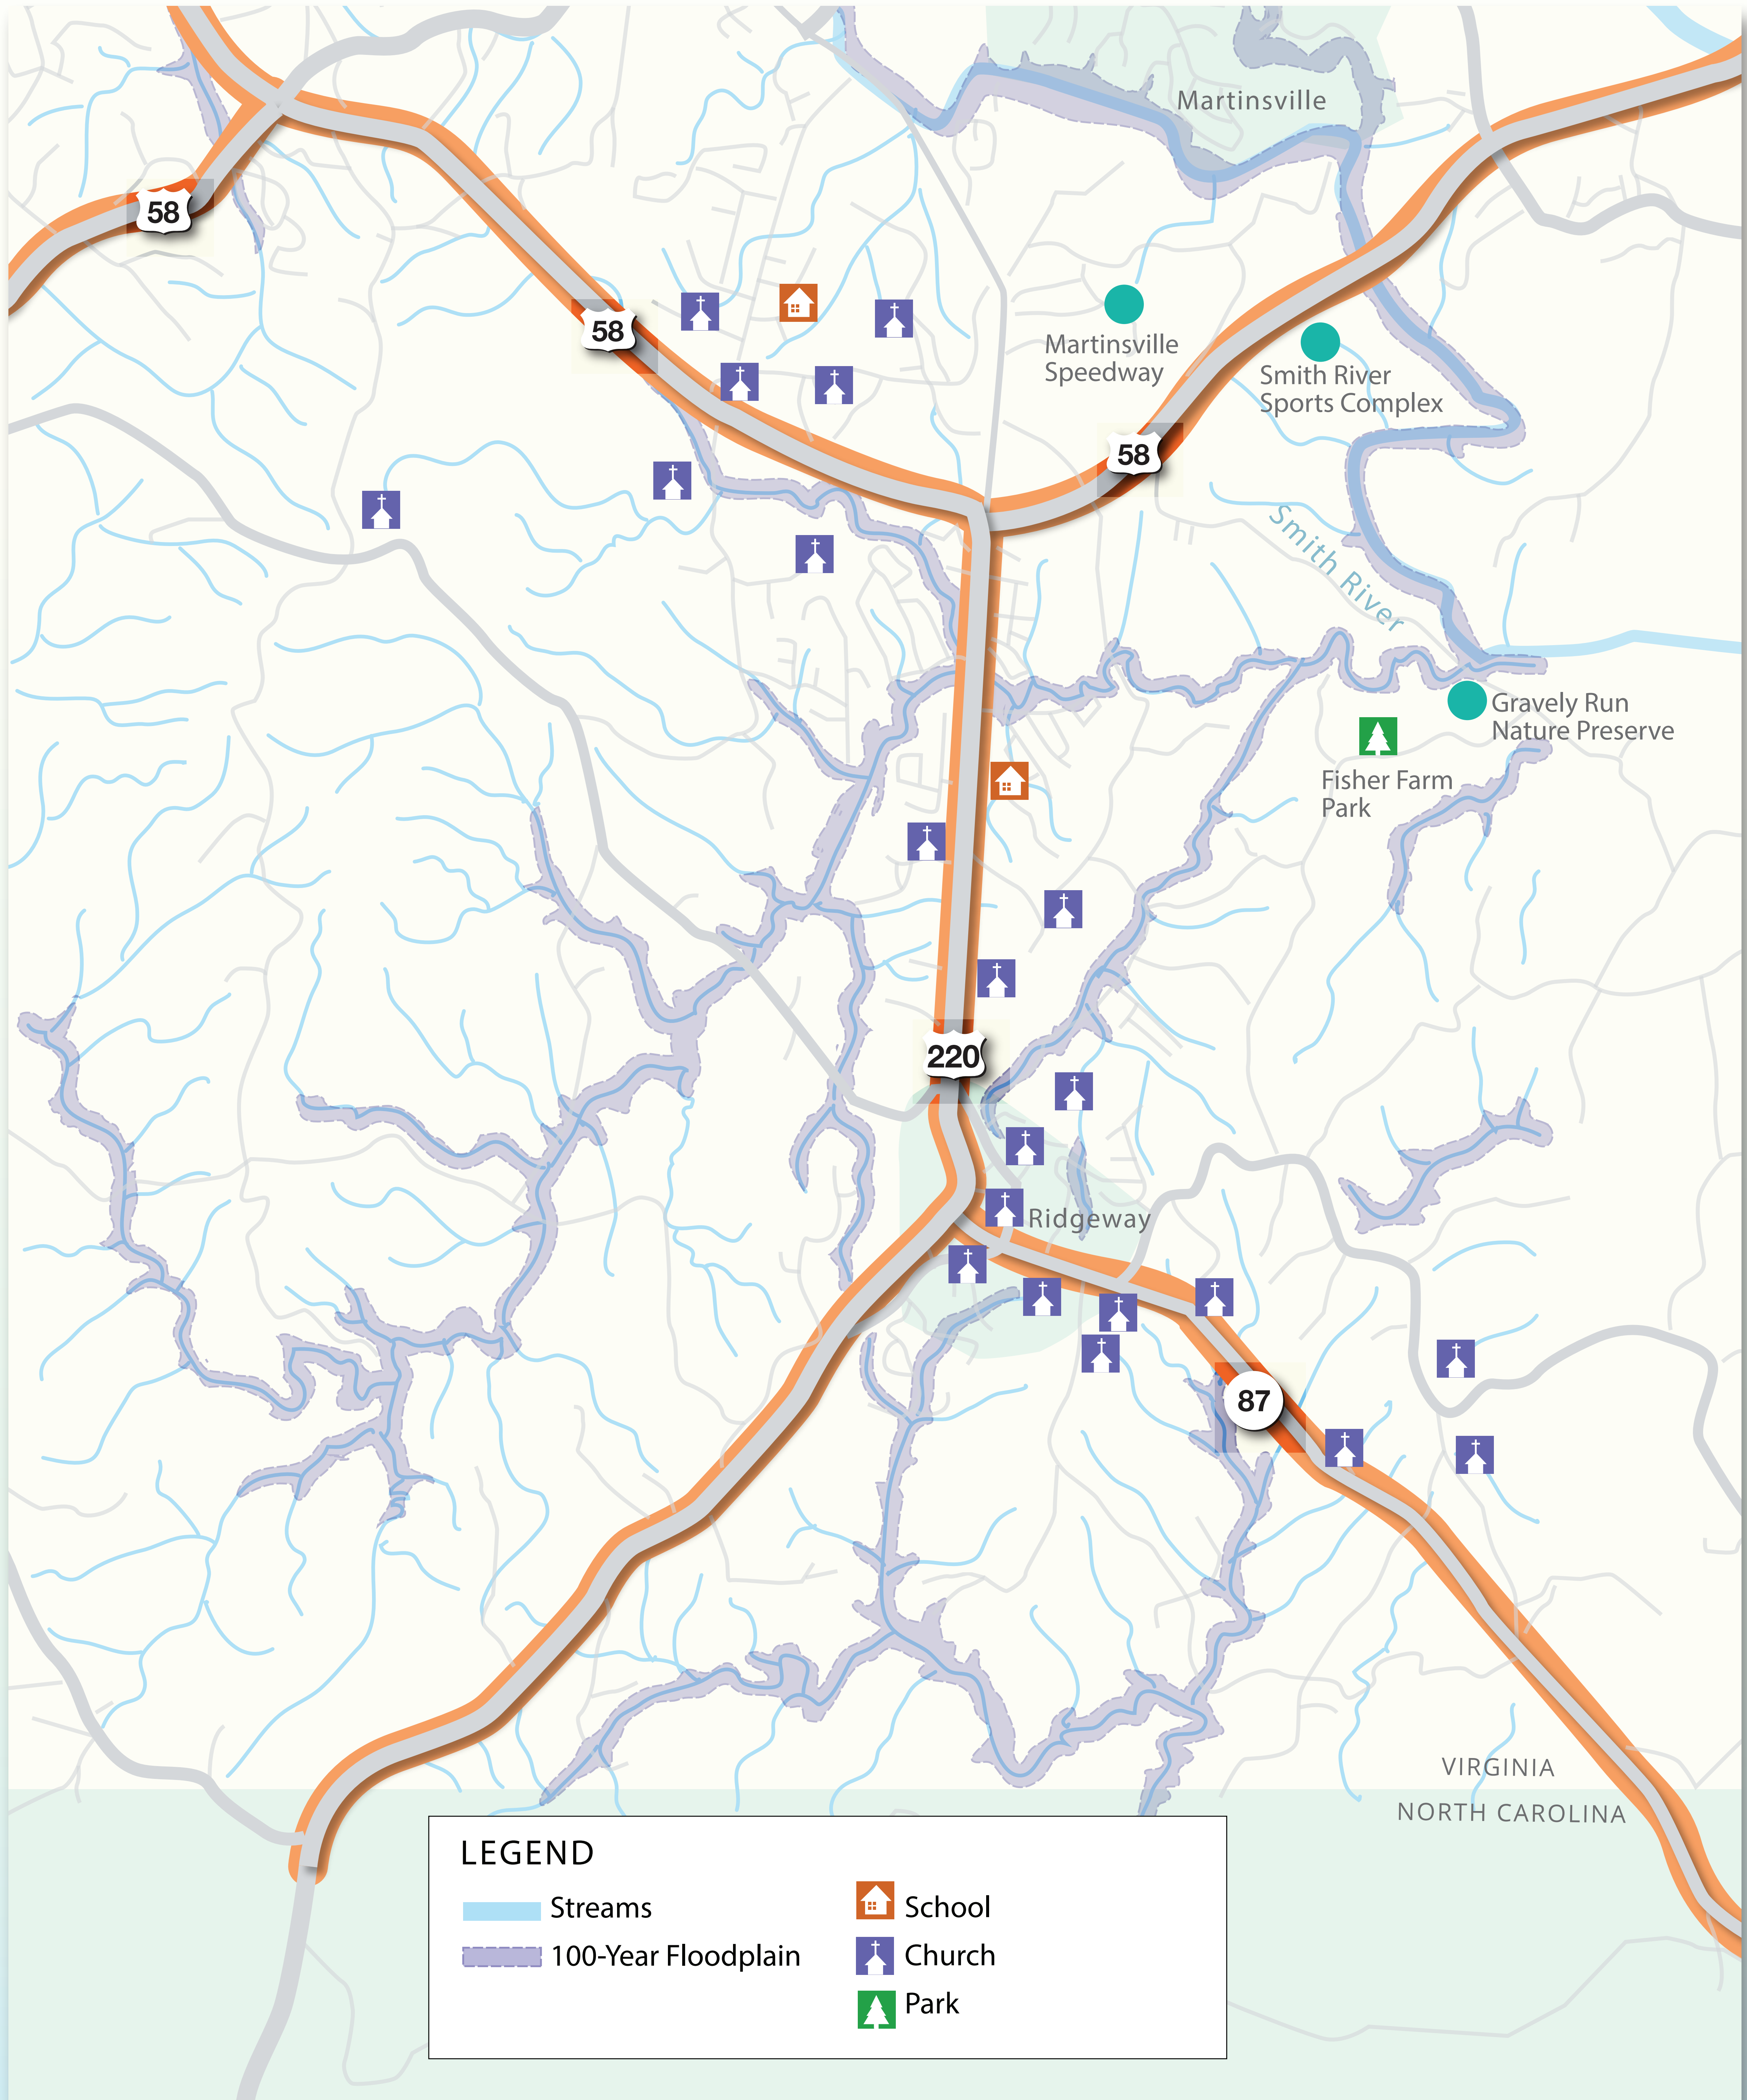 Martinsville
58
58
Martinsville
Speedway
Smith River
Sports Complex
58
Smith River
Gravely Run
Nature Preserve
Fisher Farm
Park
220
Ridgeway
87
VIRGINIA
NORTH CAROLINA
LEGEND
Streams
100-Year Floodplain
School
Church
Park